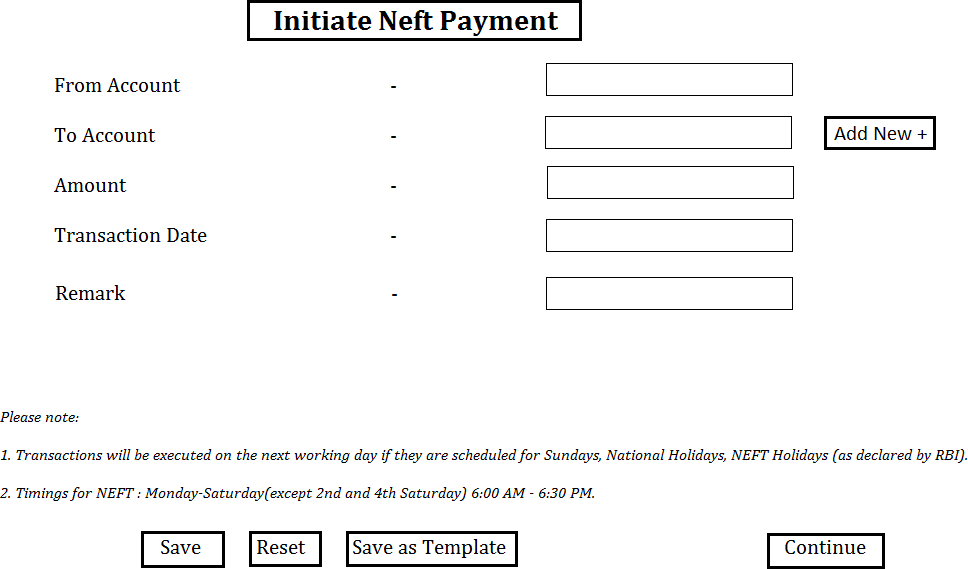 Initiate Neft Payment
From Account -
To Account - Add New +
Amount -
Transaction Date -
Remark -
Please note:
1. Transactions will be executed on the next working day if they are scheduled for Sundays, National Holidays, NEFT Holidays (as declared by RBI).
2. Timings for NEFT : Monday-Saturday(except 2nd and 4th Saturday) 6:00 AM - 6:30 PM.
Save Reset Save as Template Continue